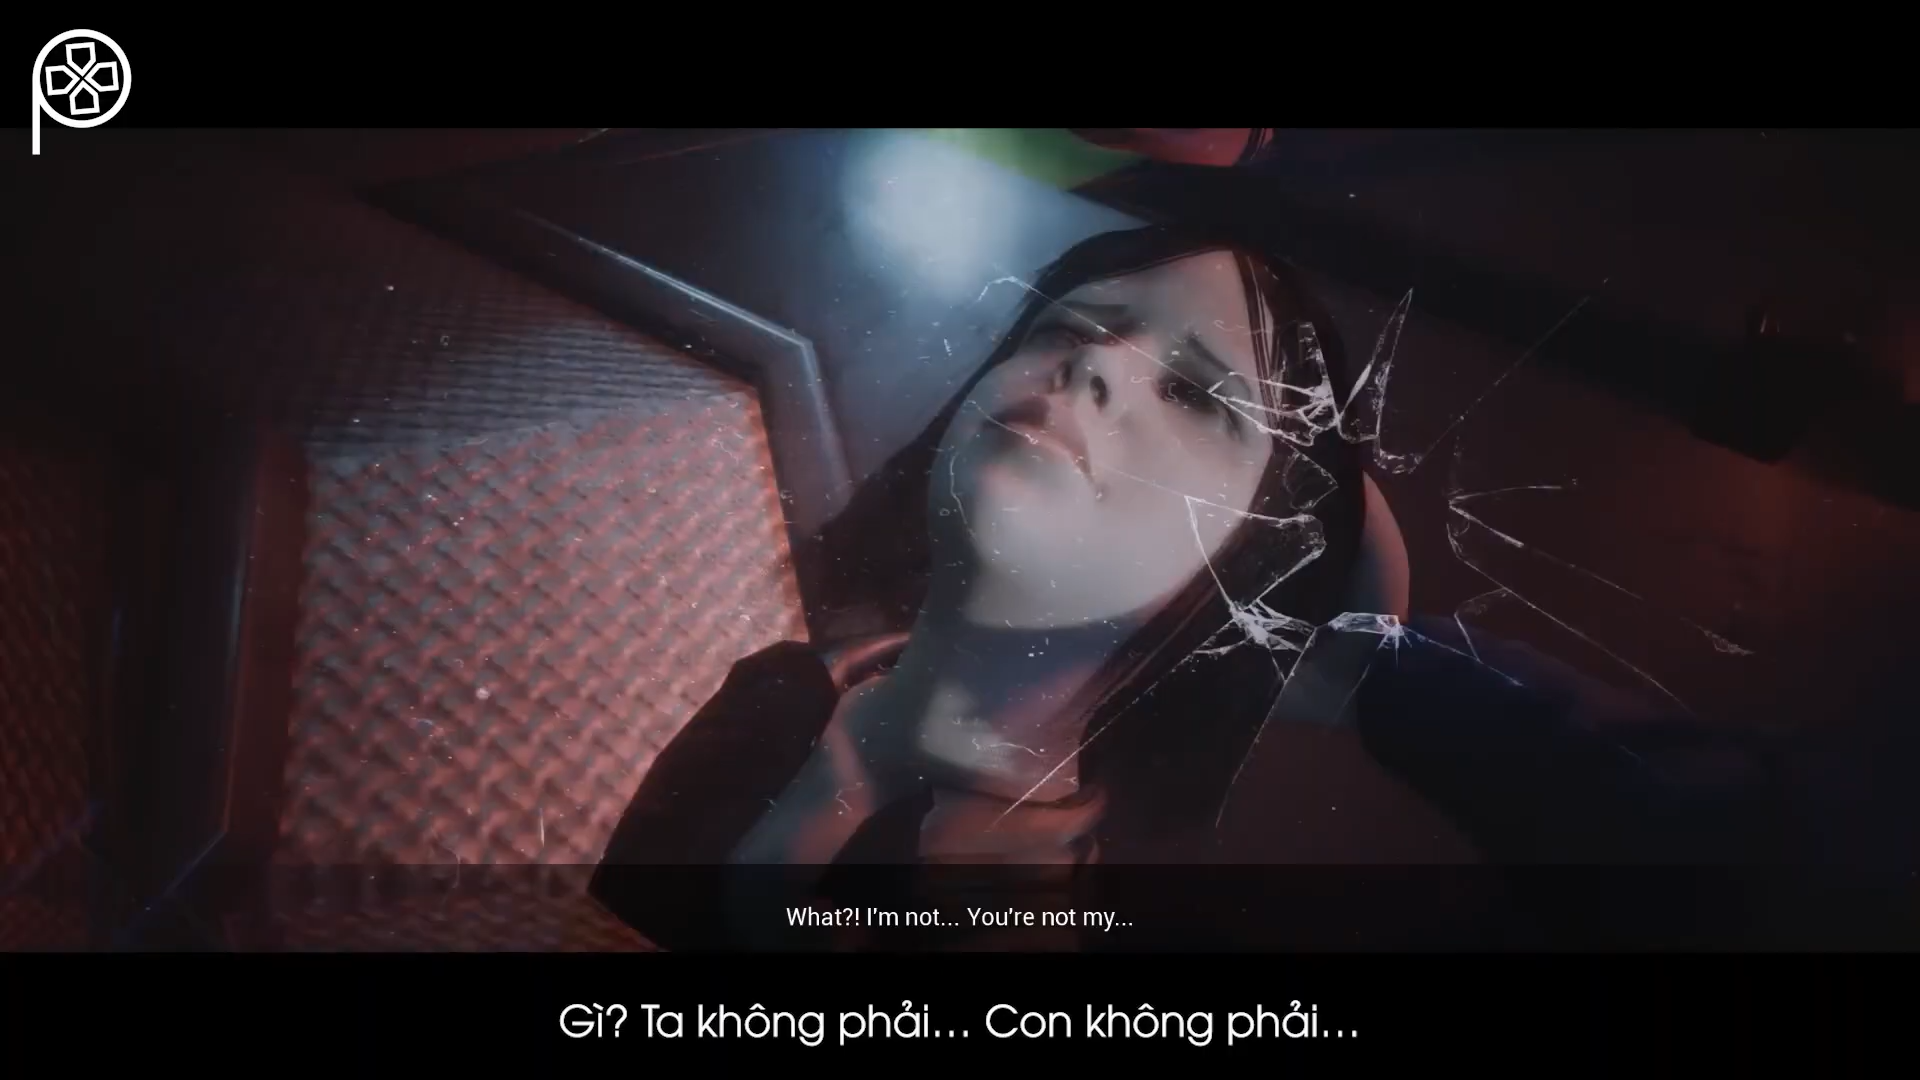 What?! I'm not... You're not my...
Gì? Ta không phải... Con không phải...